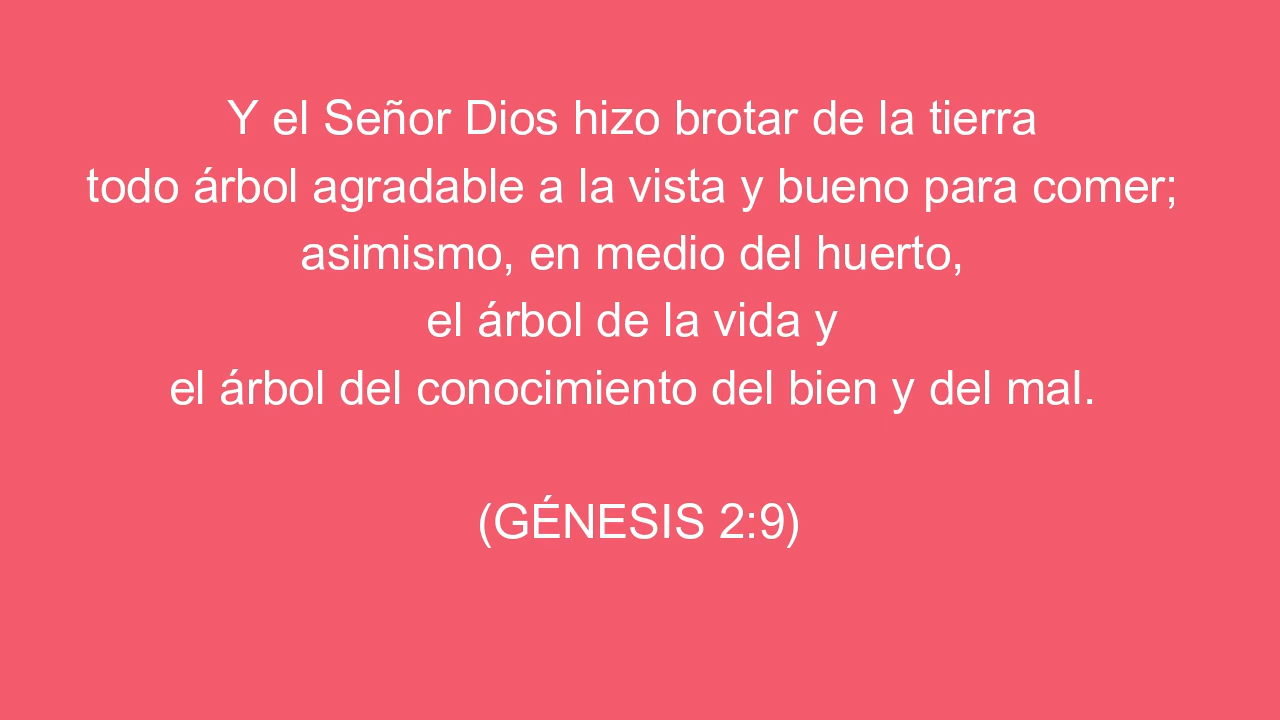 Y el Señor Dios hizo brotar de la tierra
todo árbol agradable a la vista y bueno para comer;
asimismo, en medio del huerto,
el árbol de la vida y
el árbol del conocimiento del bien y del mal.
(GÉNESIS 2:9)